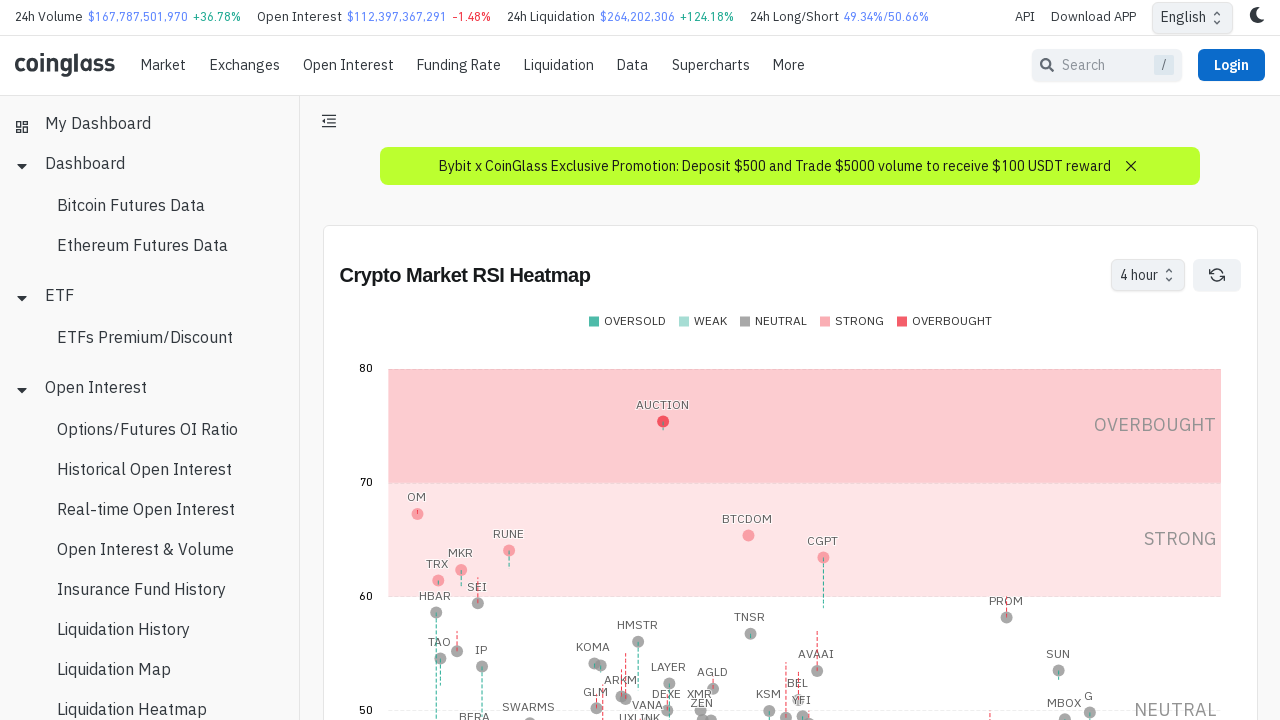 24h Volume $167,787,501,970 +36.78% Open Interest $112,397,367,291 -1.48% 24h Liquidation $264,202,306 +124.18% 24h Long/Short 49.34%/50.66% API Download APP English
coinglass Market Exchanges Open Interest Funding Rate Liquidation Data Supercharts More Search / Login
My Dashboard
Dashboard
Bitcoin Futures Data
Ethereum Futures Data
ETF
ETFs Premium/Discount
Open Interest
Options/Futures OI Ratio
Historical Open Interest
Real-time Open Interest
Open Interest & Volume
Insurance Fund History
Liquidation History
Liquidation Map
Liquidation Heatmap
Bybit x CoinGlass Exclusive Promotion: Deposit $500 and Trade $5000 volume to receive $100 USDT reward
Crypto Market RSI Heatmap 4 hour
OVERSOLD WEAK NEUTRAL STRONG OVERBOUGHT
80
AUCTION
OVERBOUGHT
70
OM
BTCDOM
RUNE
STRONG
CGPT
MKR
TRX
SEI
60
HBAR
PROM
TNSR
HMSTR
TAO
KOMA
IP
AVAAI
SUN
LAYER
AGLD
ARKM
BEL
GLM
DEXE
XMR
KSM
G
YFI
ZEN
MBOX
VANA
SWARMS
50
NEUTRAL
BERA
UXLINK